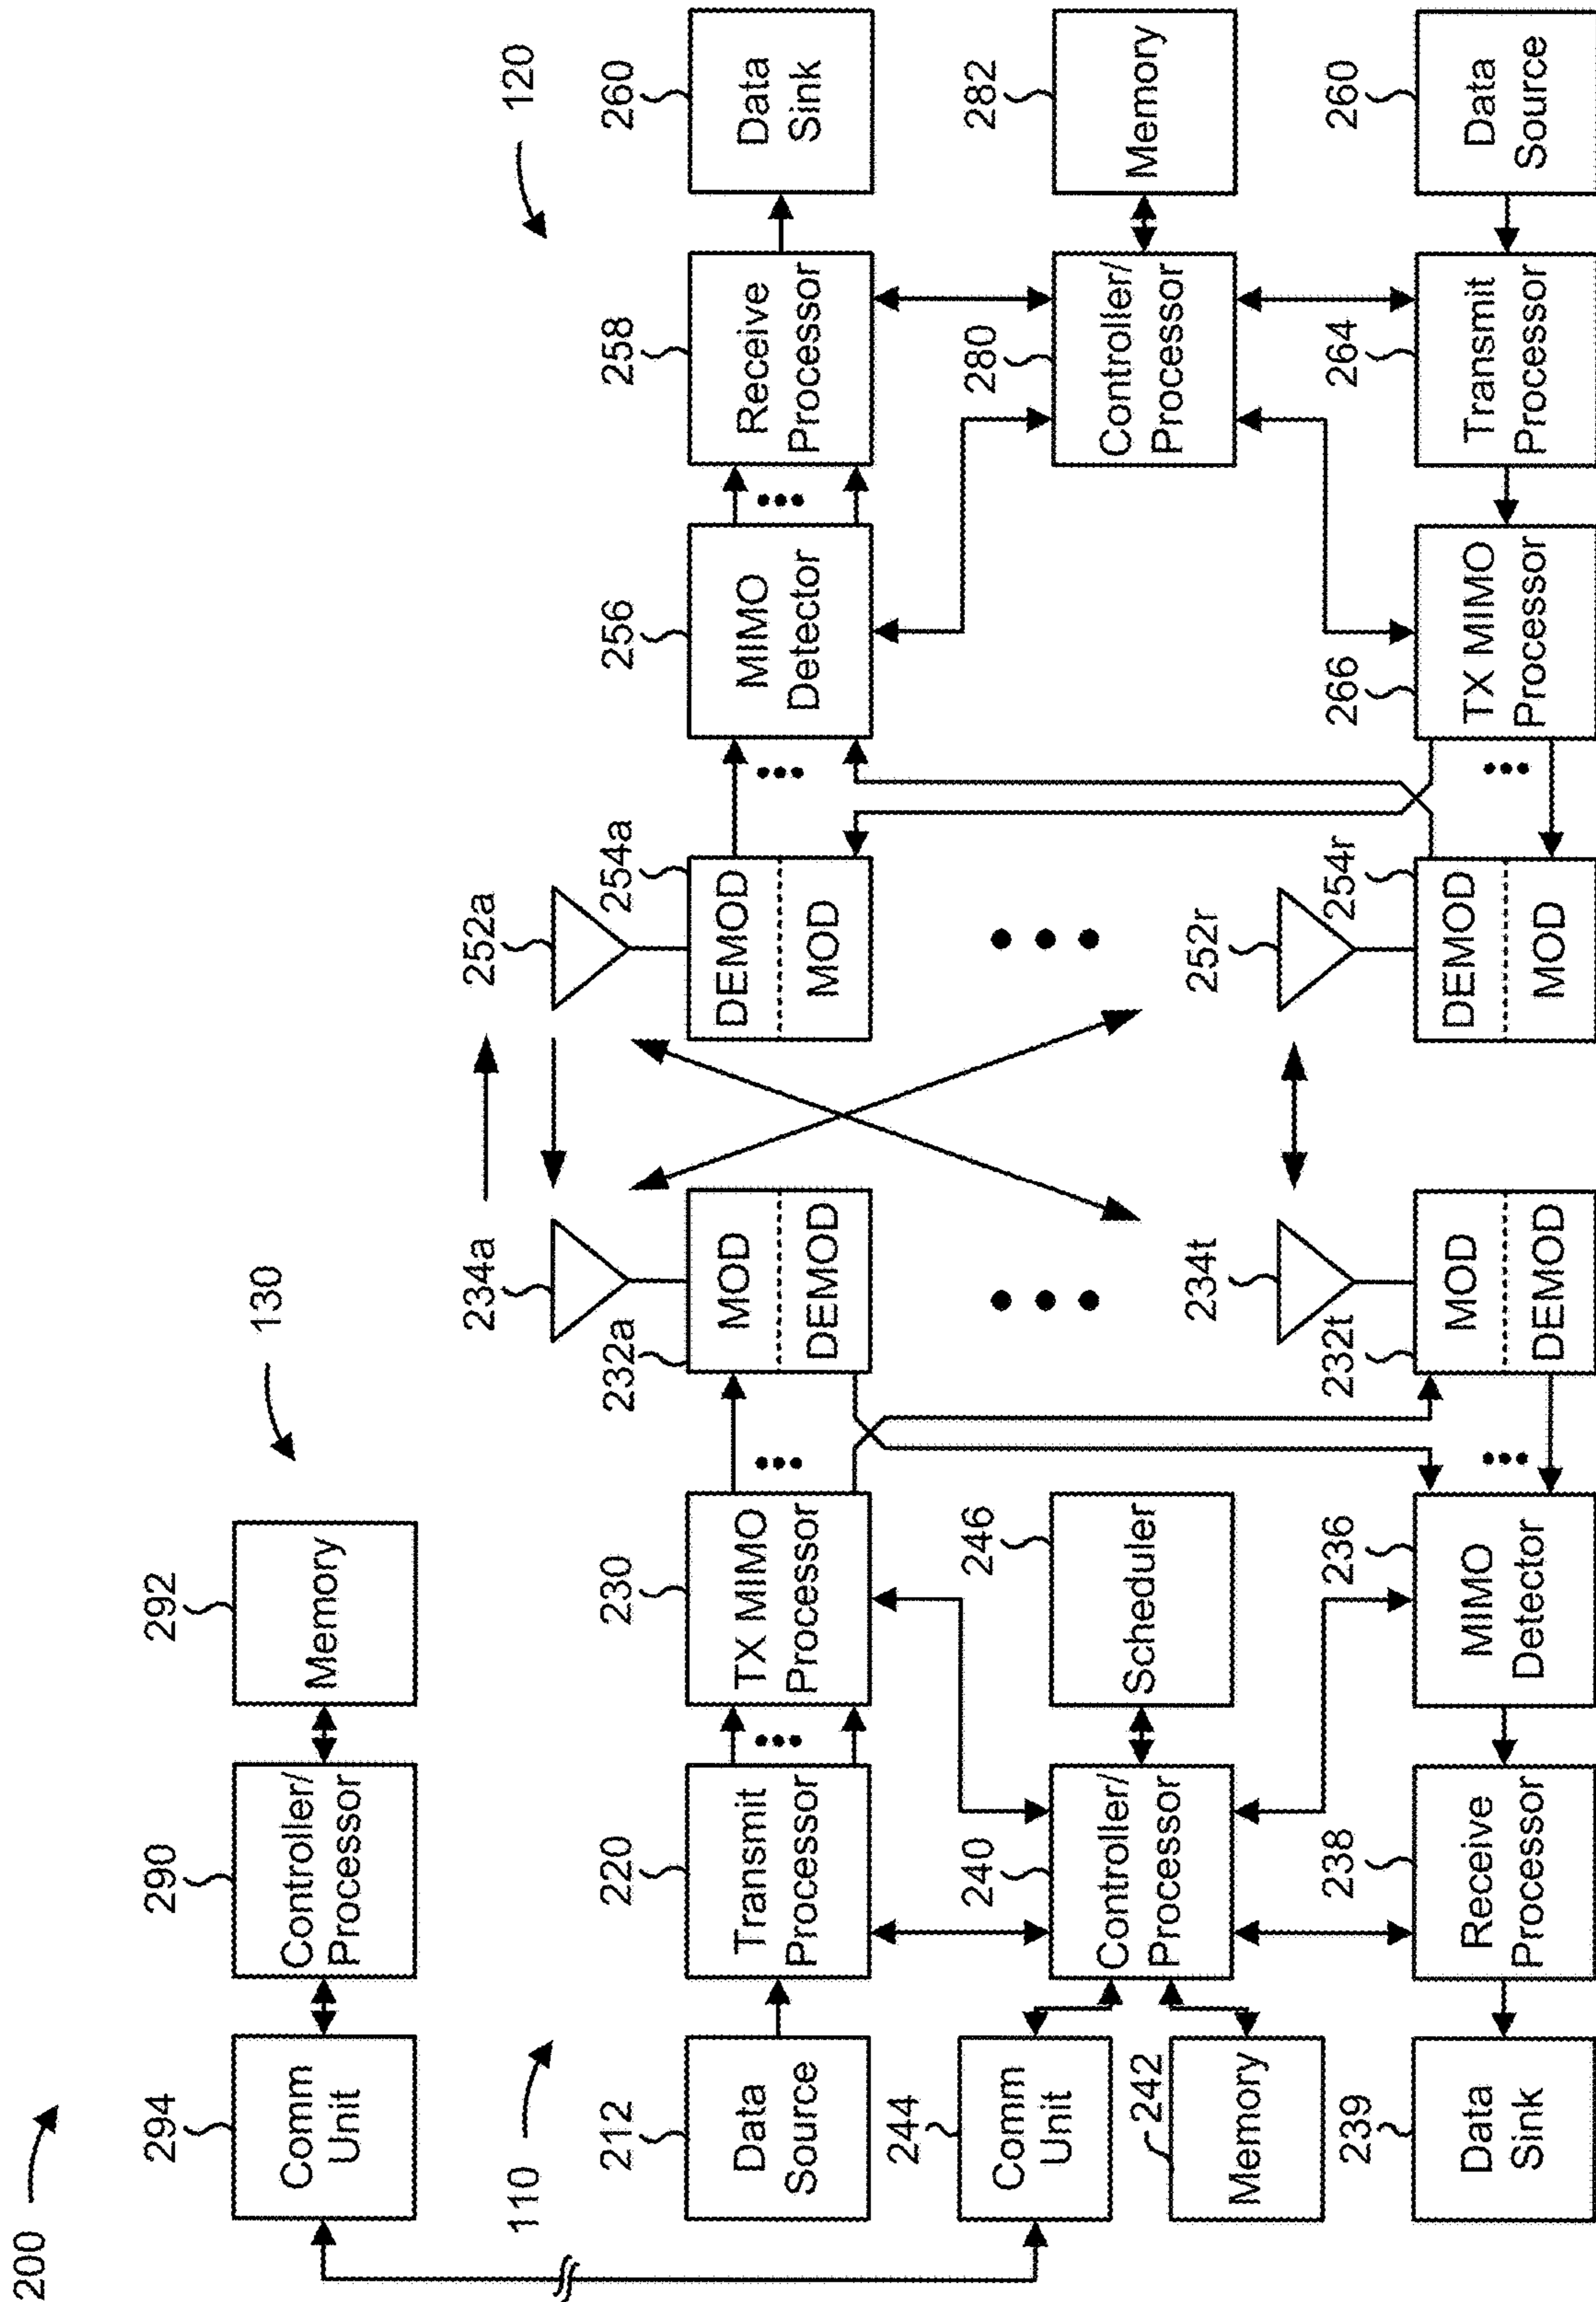 200
294
290
292
130
Comm
Unit
Controller/
Processor
Memory
110
120
234a
252a
212
220
230
232a
254a
256
258
260
Data
Source
Transmit
Processor
TX MIMO
Processor
MOD
DEMOD
DEMOD
MOD
MIMO
Detector
Receive
Processor
Data
Sink
244
240
246
280
282
Comm
Unit
Controller/
Processor
Scheduler
Controller/
Processor
Memory
242
Memory
234t
252r
239
238
236
232t
254r
266
264
260
Data
Sink
Receive
Processor
MIMO
Detector
MOD
DEMOD
DEMOD
MOD
TX MIMO
Processor
Transmit
Processor
Data
Source